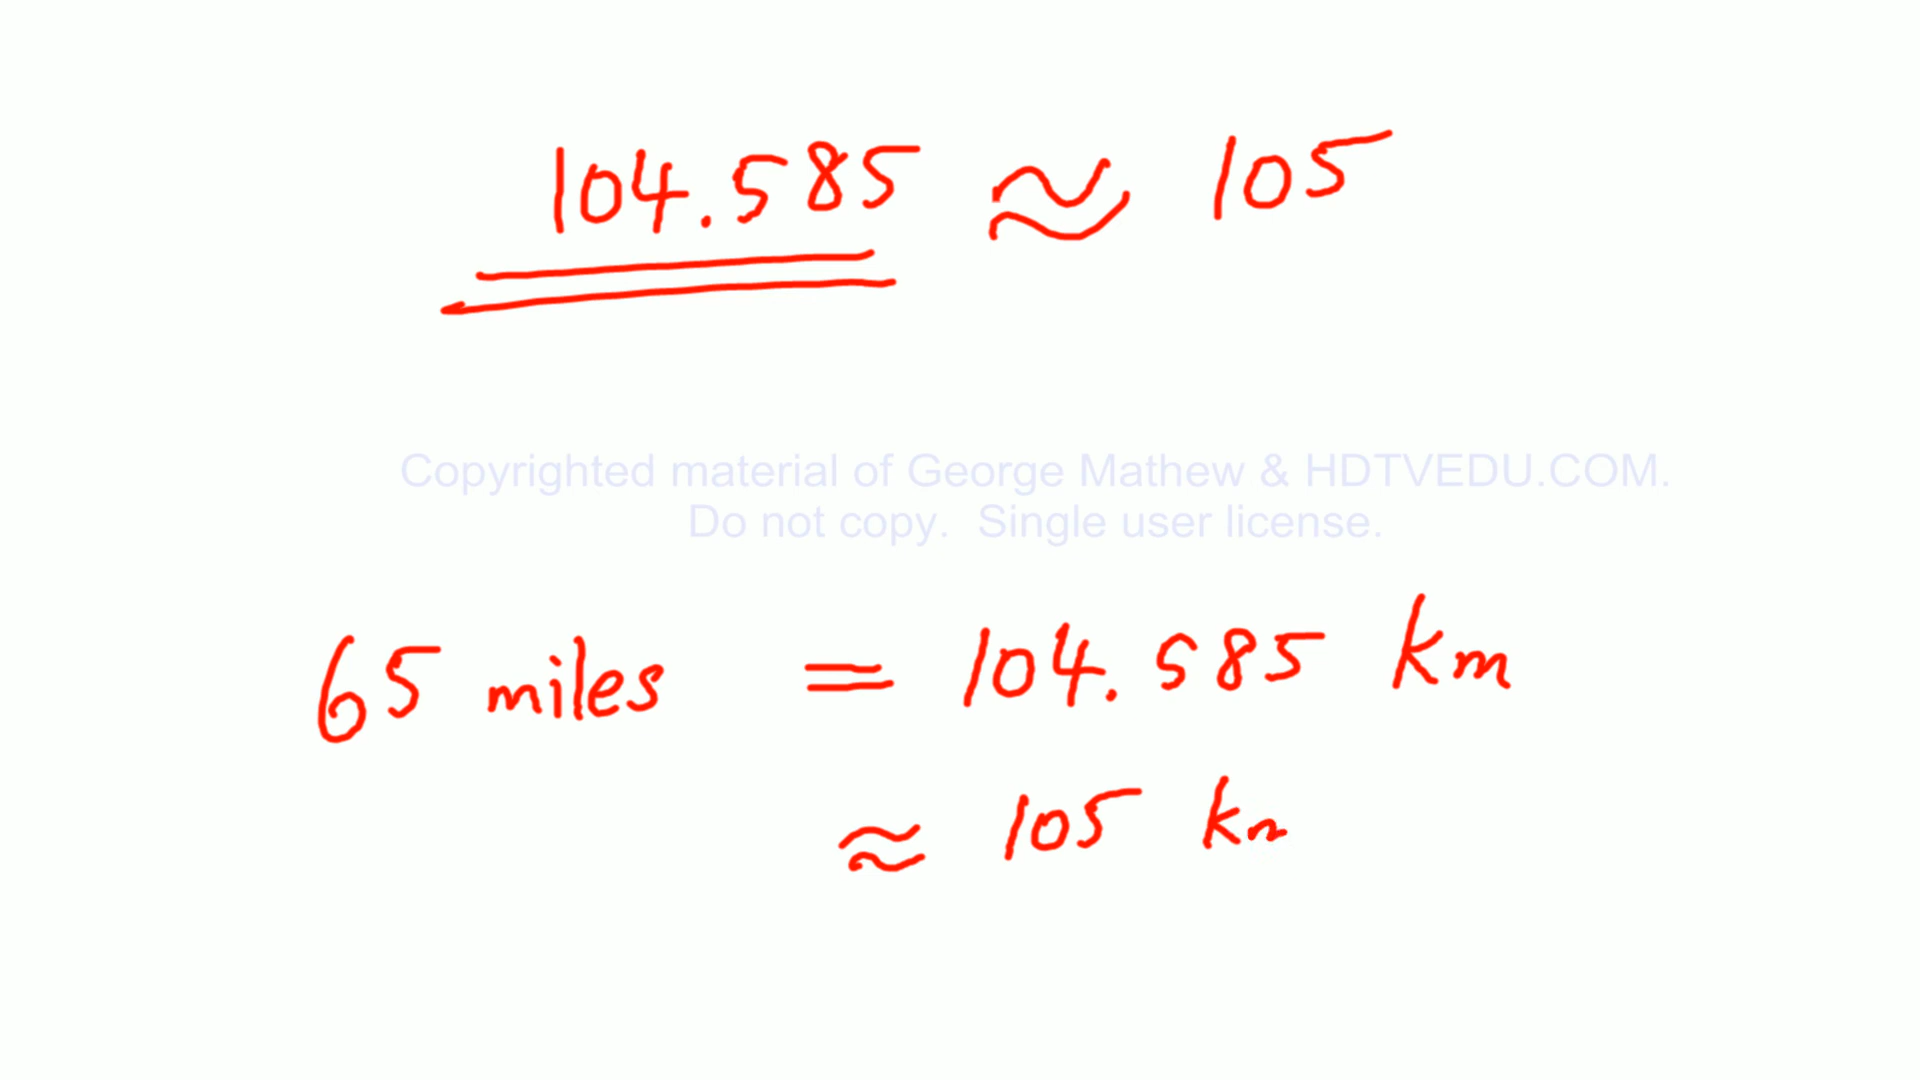 104.585 ≈ 105
Copyrighted material of George Mathew & HDTVEDU.COM.
Do not copy. Single user license.
65 miles = 104.585 km
≈ 105 km